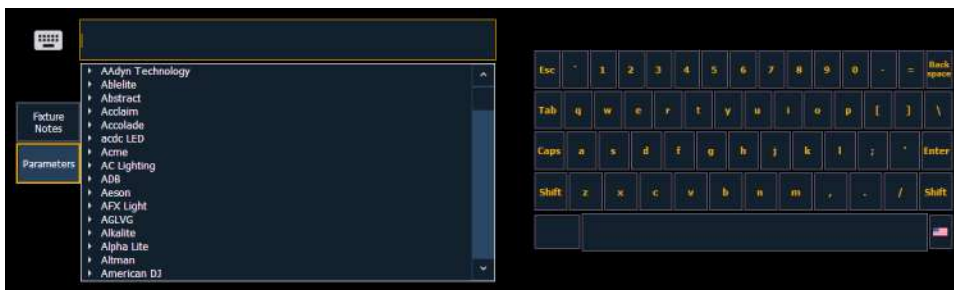 AAdyn Technology
Ablelite
Abstract
Acclaim
Accolade
acdc LED
Acme
AC Lighting
ADB
Aeson
AFX Light
AGLVG
Alkalite
Alpha Lite
Altman
American DJ
Fixture
Notes
Parameters
Esc ` 1 2 3 4 5 6 7 8 9 0 - = Back space
Tab q w e r t y u i o p [ ] \
Caps a s d f g h j k l ; ' Enter
Shift z x c v b n m , . / Shift